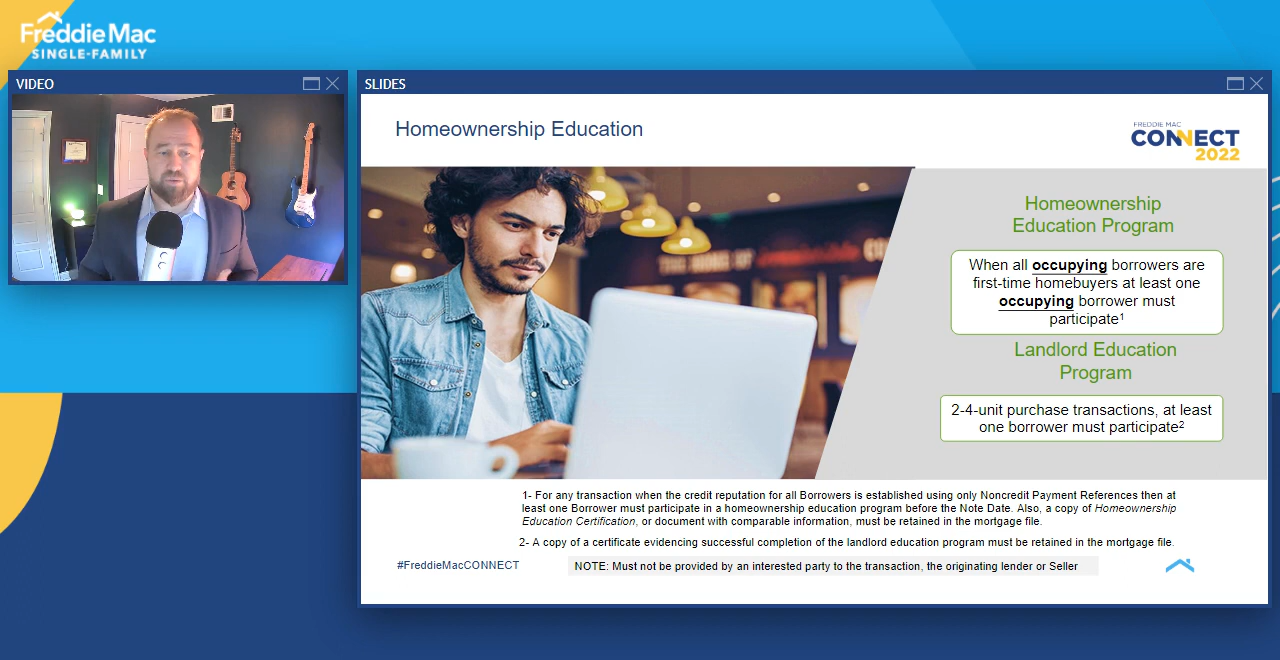 Freddie Mac
SINGLE-FAMILY
VIDEO
SLIDES
Homeownership Education
FREDDIE MAC
CONNECT
2022
Homeownership
Education Program
When all occupying borrowers are
first-time homebuyers at least one
occupying borrower must
participate¹
Landlord Education
Program
2-4-unit purchase transactions, at least
one borrower must participate²
1- For any transaction when the credit reputation for all Borrowers is established using only Noncredit Payment References then at
least one Borrower must participate in a homeownership education program before the Note Date. Also, a copy of Homeownership
Education Certification, or document with comparable information, must be retained in the mortgage file.
2- A copy of a certificate evidencing successful completion of the landlord education program must be retained in the mortgage file.
#FreddieMacCONNECT
NOTE: Must not be provided by an interested party to the transaction, the originating lender or Seller